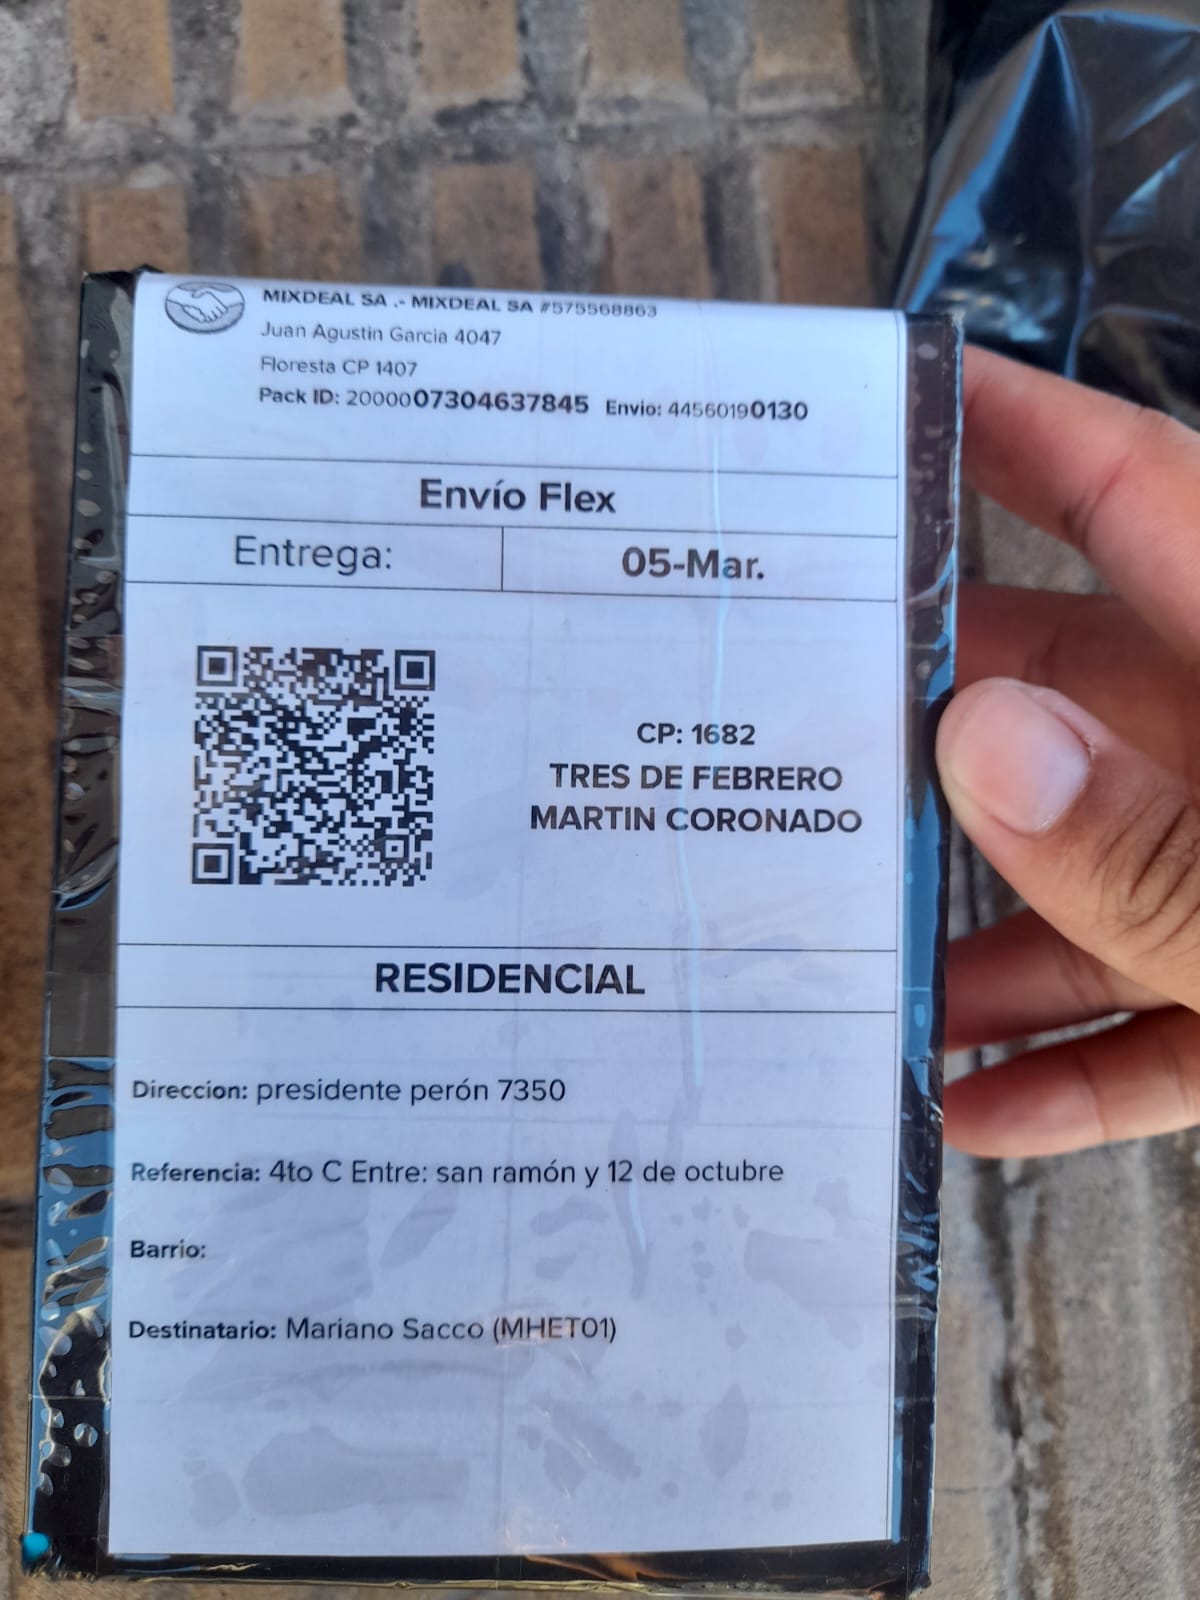 MIXDEAL SA .- MIXDEAL SA #575568863
Juan Agustin Garcia 4047
Floresta CP 1407
Pack ID: 2000007304637845 Envio: 44560190130
Envío Flex
Entrega: 05-Mar.
CP: 1682
TRES DE FEBRERO
MARTIN CORONADO
RESIDENCIAL
Direccion: presidente perón 7350
Referencia: 4to C Entre: san ramón y 12 de octubre
Barrio:
Destinatario: Mariano Sacco (MHET01)